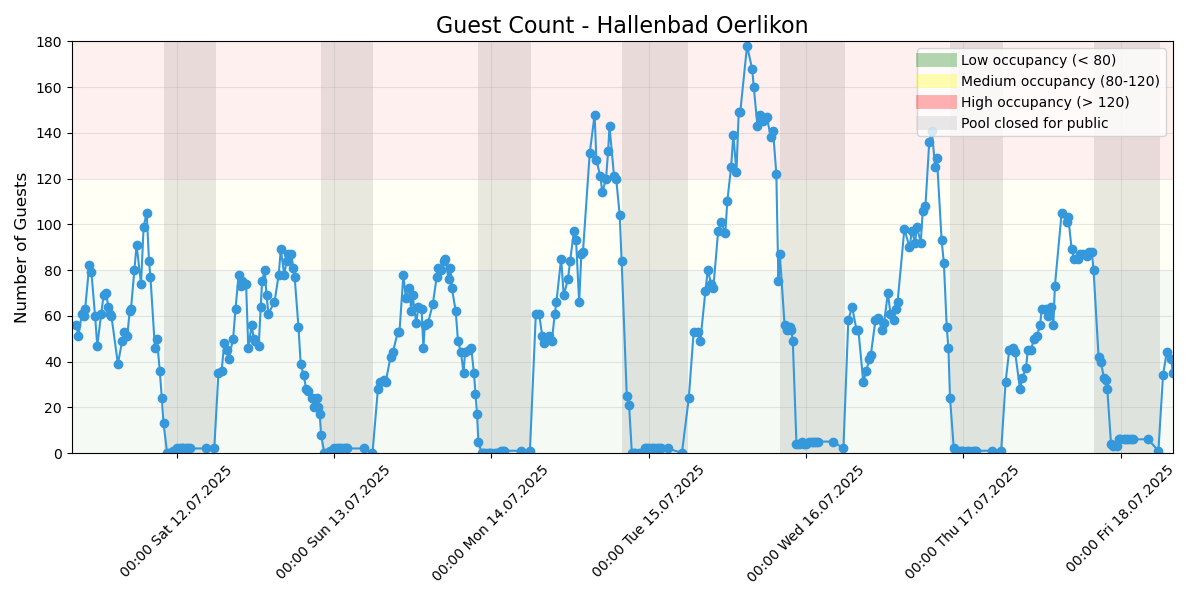 Guest Count - Hallenbad Oerlikon
Number of Guests
180
160
140
120
100
80
60
40
20
0
Low occupancy (< 80)
Medium occupancy (80-120)
High occupancy (> 120)
Pool closed for public
00:00 Sat 12.07.2025
00:00 Sun 13.07.2025
00:00 Mon 14.07.2025
00:00 Tue 15.07.2025
00:00 Wed 16.07.2025
00:00 Thu 17.07.2025
00:00 Fri 18.07.2025